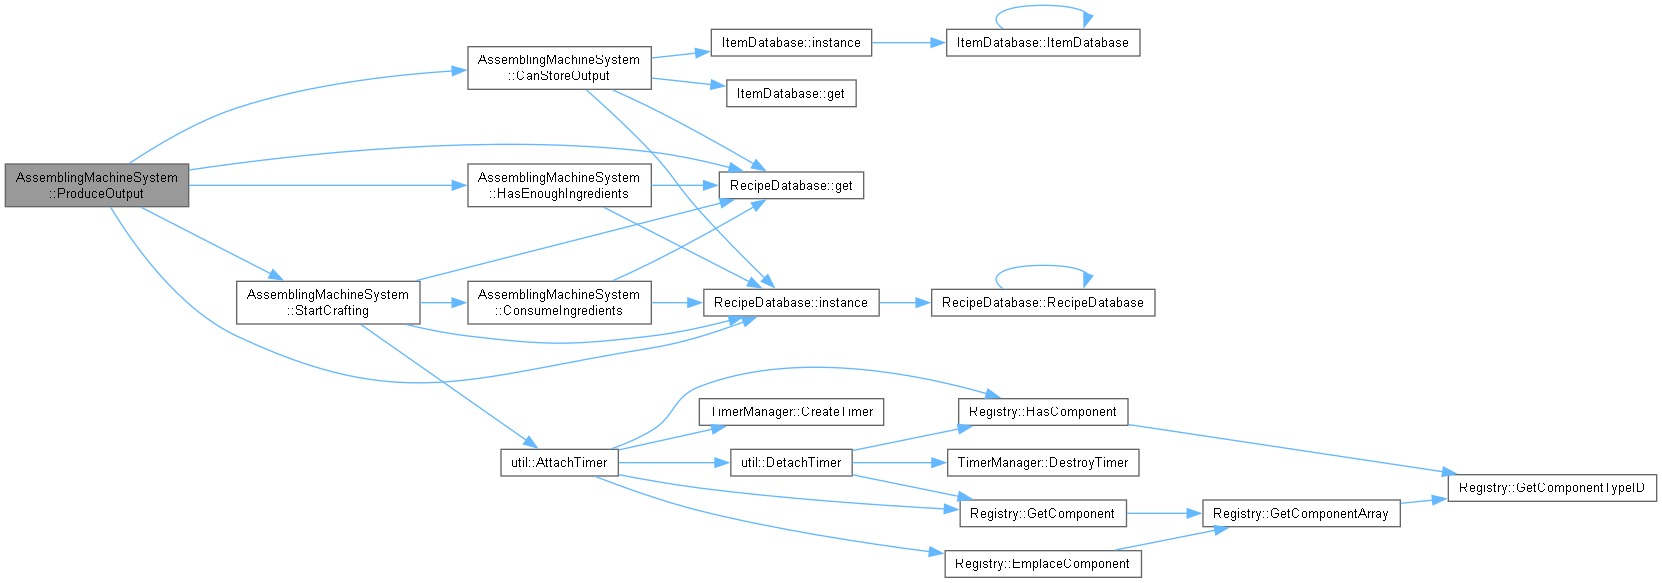 AssemblingMachineSystem
::ProduceOutput
AssemblingMachineSystem
::CanStoreOutput
ItemDatabase::instance
ItemDatabase::ItemDatabase
ItemDatabase::get
AssemblingMachineSystem
::HasEnoughIngredients
RecipeDatabase::get
AssemblingMachineSystem
::StartCrafting
AssemblingMachineSystem
::ConsumeIngredients
RecipeDatabase::instance
RecipeDatabase::RecipeDatabase
util::AttachTimer
TimerManager::CreateTimer
util::DetachTimer
Registry::HasComponent
TimerManager::DestroyTimer
Registry::GetComponent
Registry::EmplaceComponent
Registry::GetComponentArray
Registry::GetComponentTypeID